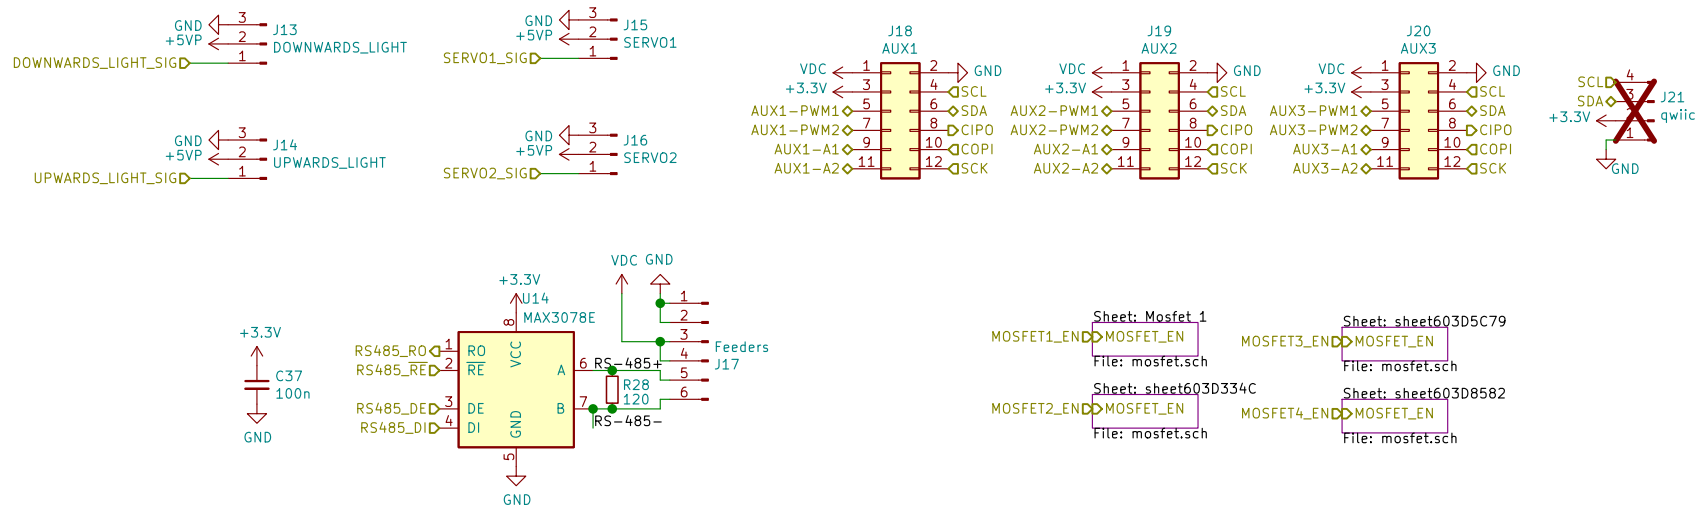 GND
3
J13
+5VP
2
DOWNWARDS_LIGHT
DOWNWARDS_LIGHT_SIG
1
GND
3
J14
+5VP
2
UPWARDS_LIGHT
UPWARDS_LIGHT_SIG
1
GND
3
J15
+5VP
2
SERVO1
SERVO1_SIG
1
GND
3
J16
+5VP
2
SERVO2
SERVO2_SIG
1
J18
AUX1
VDC
1
2
GND
+3.3V
3
4
SCL
AUX1-PWM1
5
6
SDA
AUX1-PWM2
7
8
CIPO
AUX1-A1
9
10
COPI
AUX1-A2
11
12
SCK
J19
AUX2
VDC
1
2
GND
+3.3V
3
4
SCL
AUX2-PWM1
5
6
SDA
AUX2-PWM2
7
8
CIPO
AUX2-A1
9
10
COPI
AUX2-A2
11
12
SCK
J20
AUX3
VDC
1
2
GND
+3.3V
3
4
SCL
AUX3-PWM1
5
6
SDA
AUX3-PWM2
7
8
CIPO
AUX3-A1
9
10
COPI
AUX3-A2
11
12
SCK
SCL
4
SDA
3
J21
+3.3V
qwiic
1
GND
+3.3V
C37
100n
GND
+3.3V
U14
MAX3078E
8
VCC
RS485_RO
1
RO
RS485_RE
2
RE
RS485_DE
3
DE
RS485_DI
4
DI
GND
5
GND
A
6
RS-485+
B
7
RS-485-
R28
120
VDC
GND
1
2
3
4
5
6
Feeders
J17
Sheet: Mosfet 1
MOSFET1_EN
MOSFET_EN
File: mosfet.sch
Sheet: sheet603D334C
MOSFET2_EN
MOSFET_EN
File: mosfet.sch
Sheet: sheet603D5C79
MOSFET3_EN
MOSFET_EN
File: mosfet.sch
Sheet: sheet603D8582
MOSFET4_EN
MOSFET_EN
File: mosfet.sch